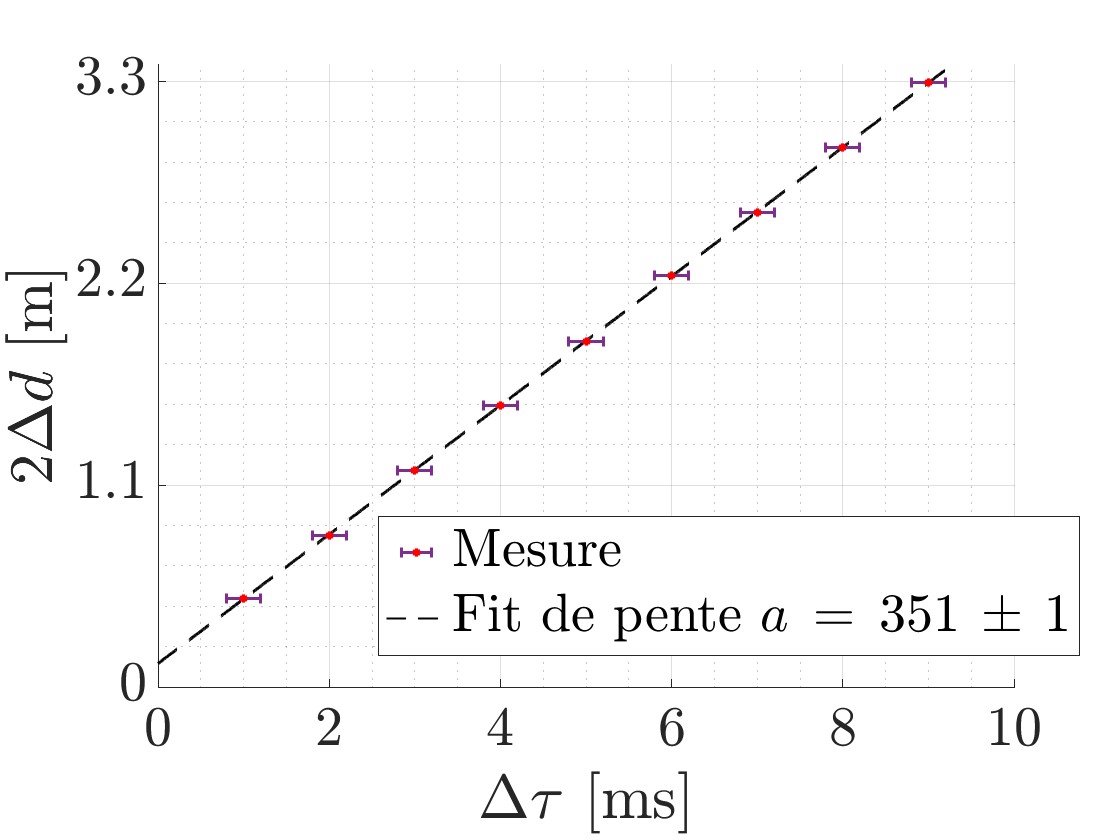 3.3
2.2
1.1
0
2Δd [m]
Mesure
Fit de pente a = 351 ± 1
0 2 4 6 8 10
Δτ [ms]